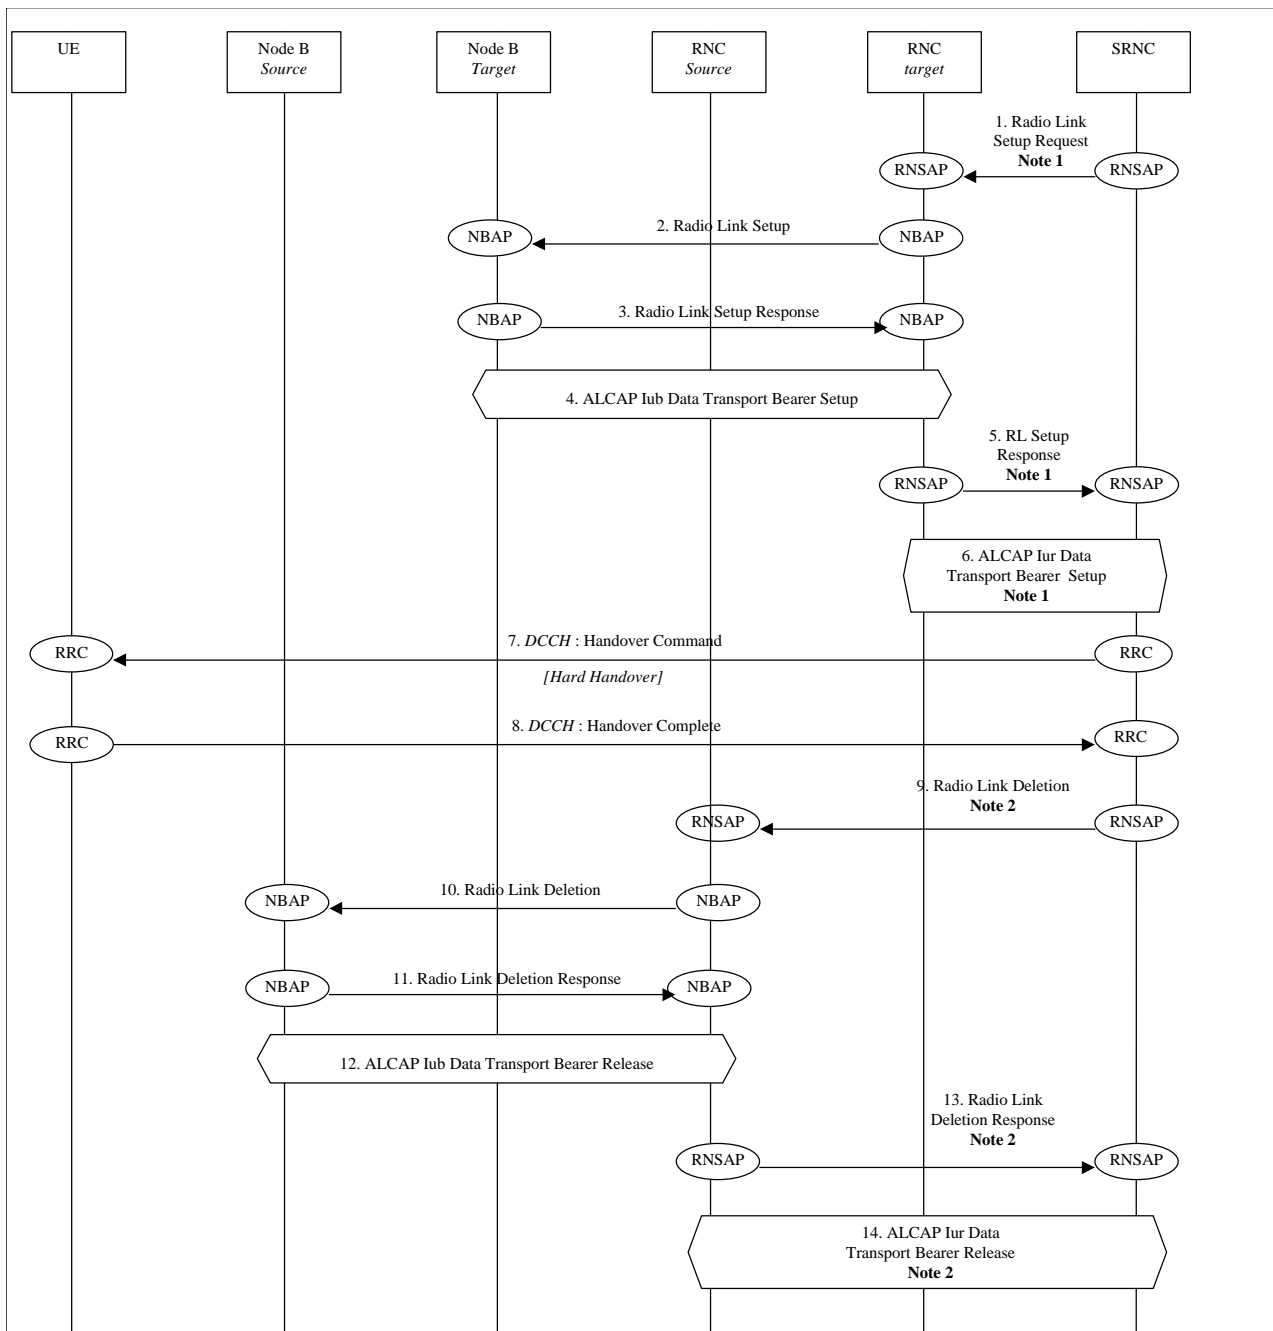 UE
Node B
Source
Node B
Target
RNC
Source
RNC
target
SRNC
1. Radio Link
Setup Request
Note 1
RNSAP
RNSAP
2. Radio Link Setup
NBAP
NBAP
3. Radio Link Setup Response
NBAP
NBAP
4. ALCAP Iub Data Transport Bearer Setup
5. RL Setup
Response
Note 1
RNSAP
RNSAP
6. ALCAP Iur Data
Transport Bearer Setup
Note 1
7. DCCH : Handover Command
RRC
RRC
[Hard Handover]
8. DCCH : Handover Complete
RRC
RRC
9. Radio Link Deletion
Note 2
RNSAP
RNSAP
10. Radio Link Deletion
NBAP
NBAP
11. Radio Link Deletion Response
NBAP
NBAP
12. ALCAP Iub Data Transport Bearer Release
13. Radio Link
Deletion Response
Note 2
RNSAP
RNSAP
14. ALCAP Iur Data
Transport Bearer Release
Note 2